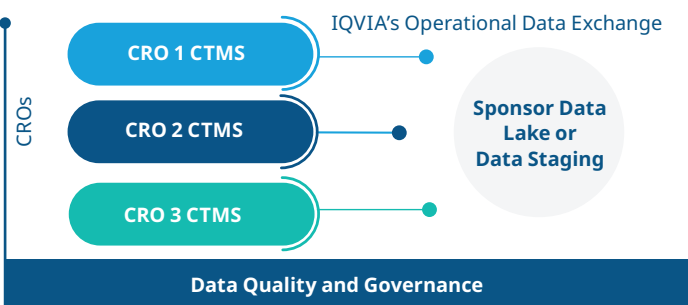 IQVIA's Operational Data Exchange
CROs
CRO 1 CTMS
CRO 2 CTMS
CRO 3 CTMS
Sponsor Data
Lake or
Data Staging
Data Quality and Governance